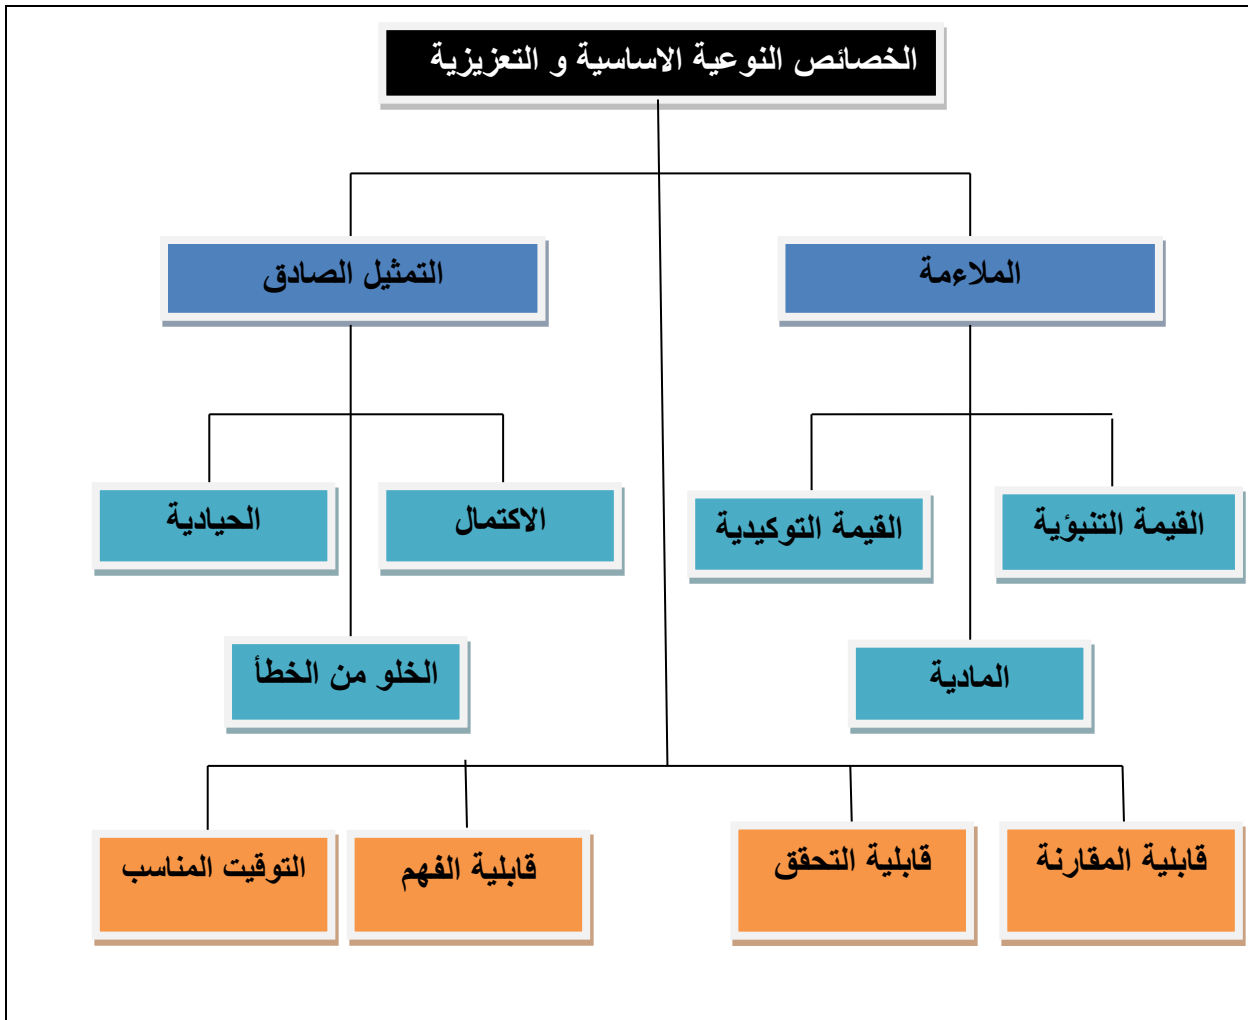 الخصائص النوعية الاساسية و التعزيزية
الملاءمة
التمثيل الصادق
القيمة التنبؤية
القيمة التوكيدية
الاكتمال
الحيادية
المادية
الخلو من الخطأ
قابلية المقارنة
قابلية التحقق
قابلية الفهم
التوقيت المناسب